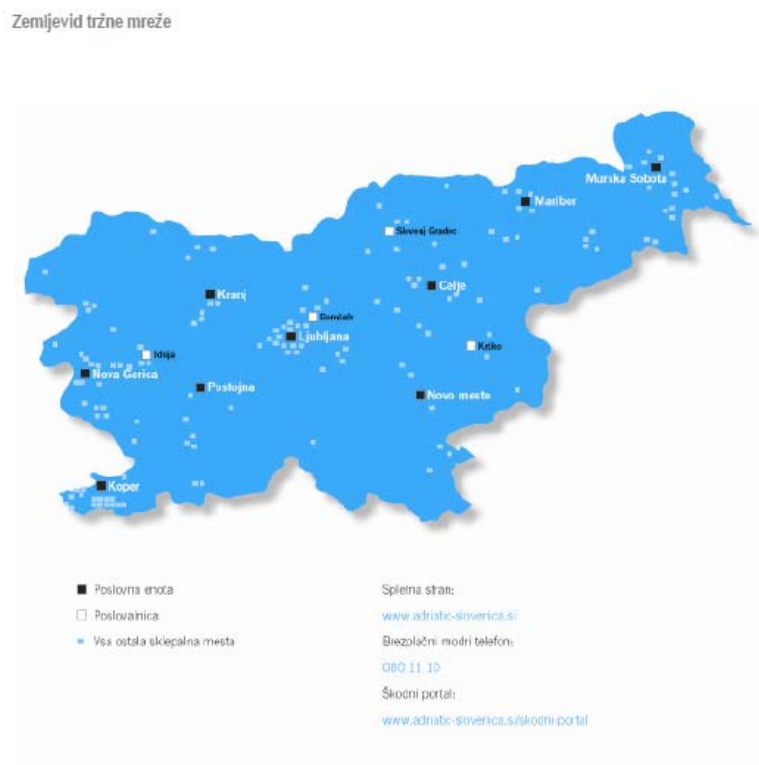 Zemljevid tržne mreže
Murska Sobota
Maribor
Slovenj Gradec
Celje
Kranj
Domžale
Ljubljana
Krško
Idrija
Nova Gorica
Postojna
Novo mesto
Koper
Poslovna enota
Poslovalnica
Vsa ostala sklepalna mesta
Spletna stran:
www.adriatic-slovenica.si
Brezplačni modri telefon:
080 11 10
Škodni portal:
www.adriatic-slovenica.si/skodni-portal